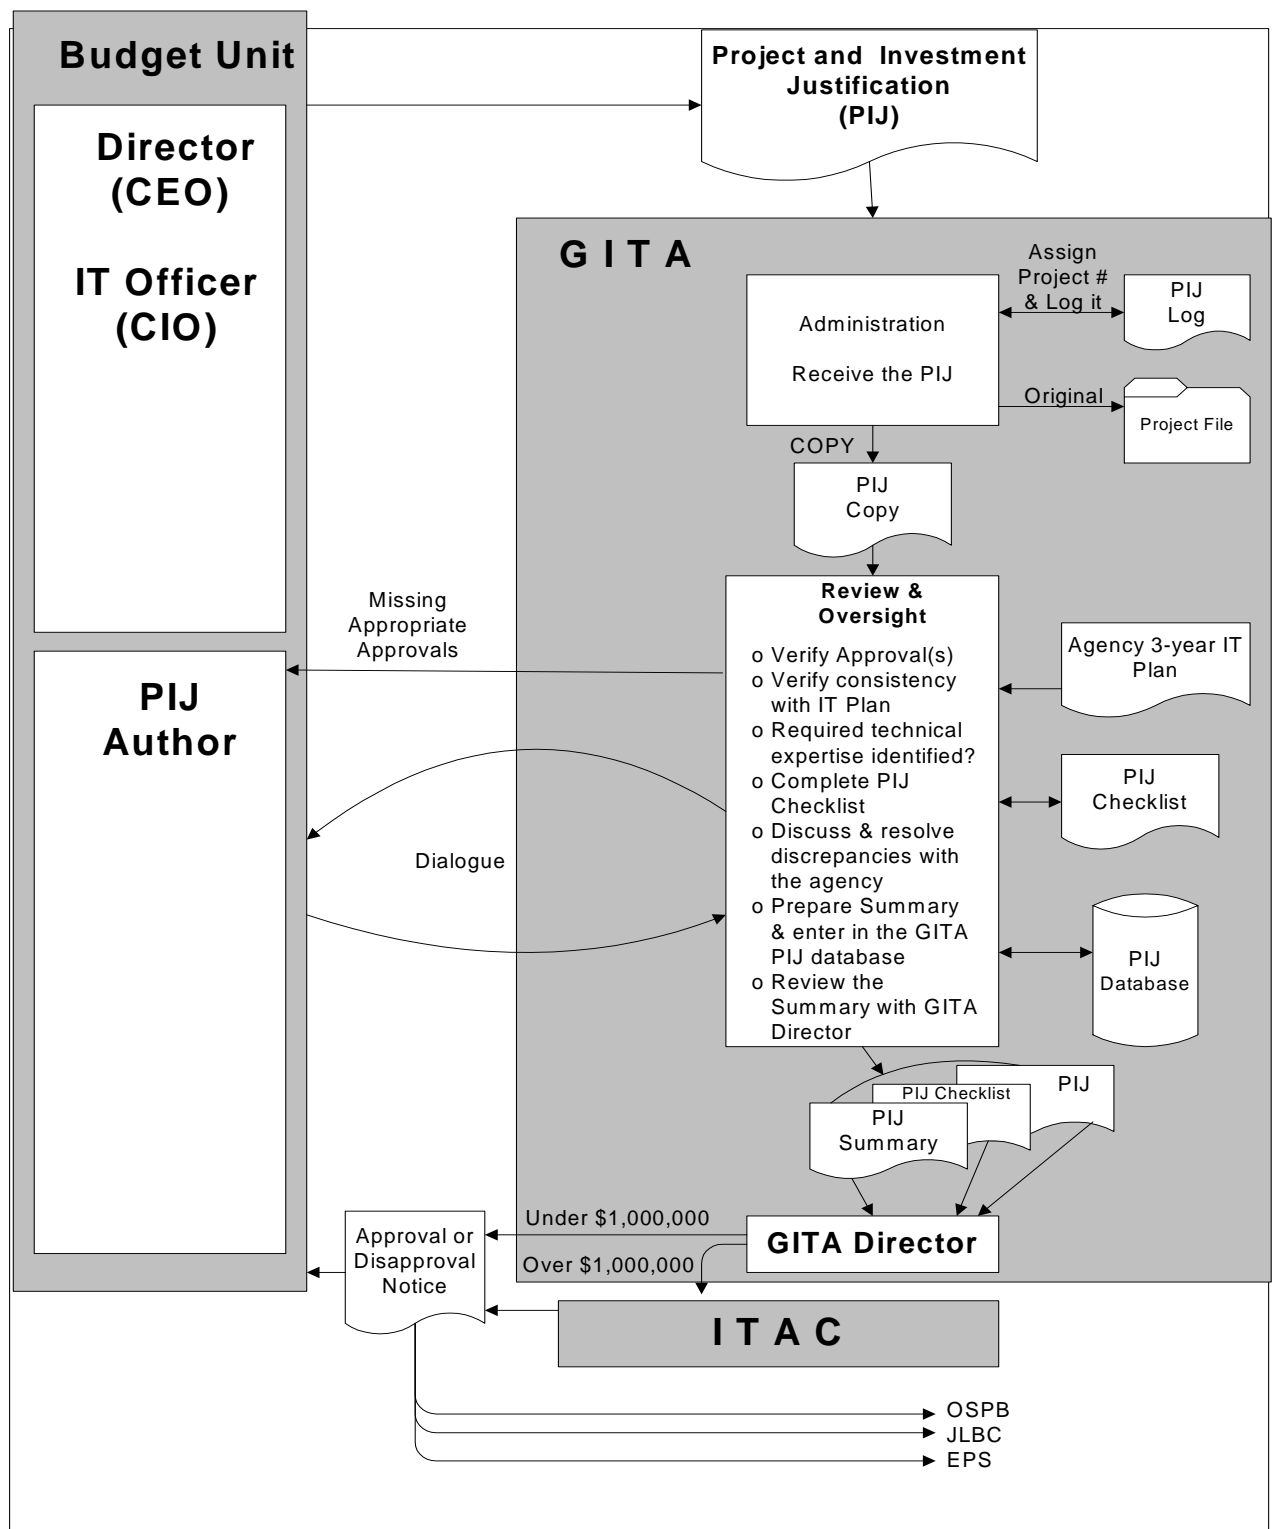 Budget Unit
Director
(CEO)
IT Officer
(CIO)
PIJ
Author
Project and Investment
Justification
(PIJ)
G I T A
Administration
Receive the PIJ
Assign
Project #
& Log it
PIJ
Log
Original
Project File
COPY
PIJ
Copy
Missing
Appropriate
Approvals
Review &
Oversight
o Verify Approval(s)
o Verify consistency
with IT Plan
o Required technical
expertise identified?
o Complete PIJ
Checklist
o Discuss & resolve
discrepancies with
the agency
o Prepare Summary
& enter in the GITA
PIJ database
o Review the
Summary with GITA
Director
Agency 3-year IT
Plan
PIJ
Checklist
PIJ
Database
Dialogue
PIJ
PIJ Checklist
PIJ
Summary
Under $1,000,000
GITA Director
Over $1,000,000
Approval or
Disapproval
Notice
I T A C
OSPB
JLBC
EPS